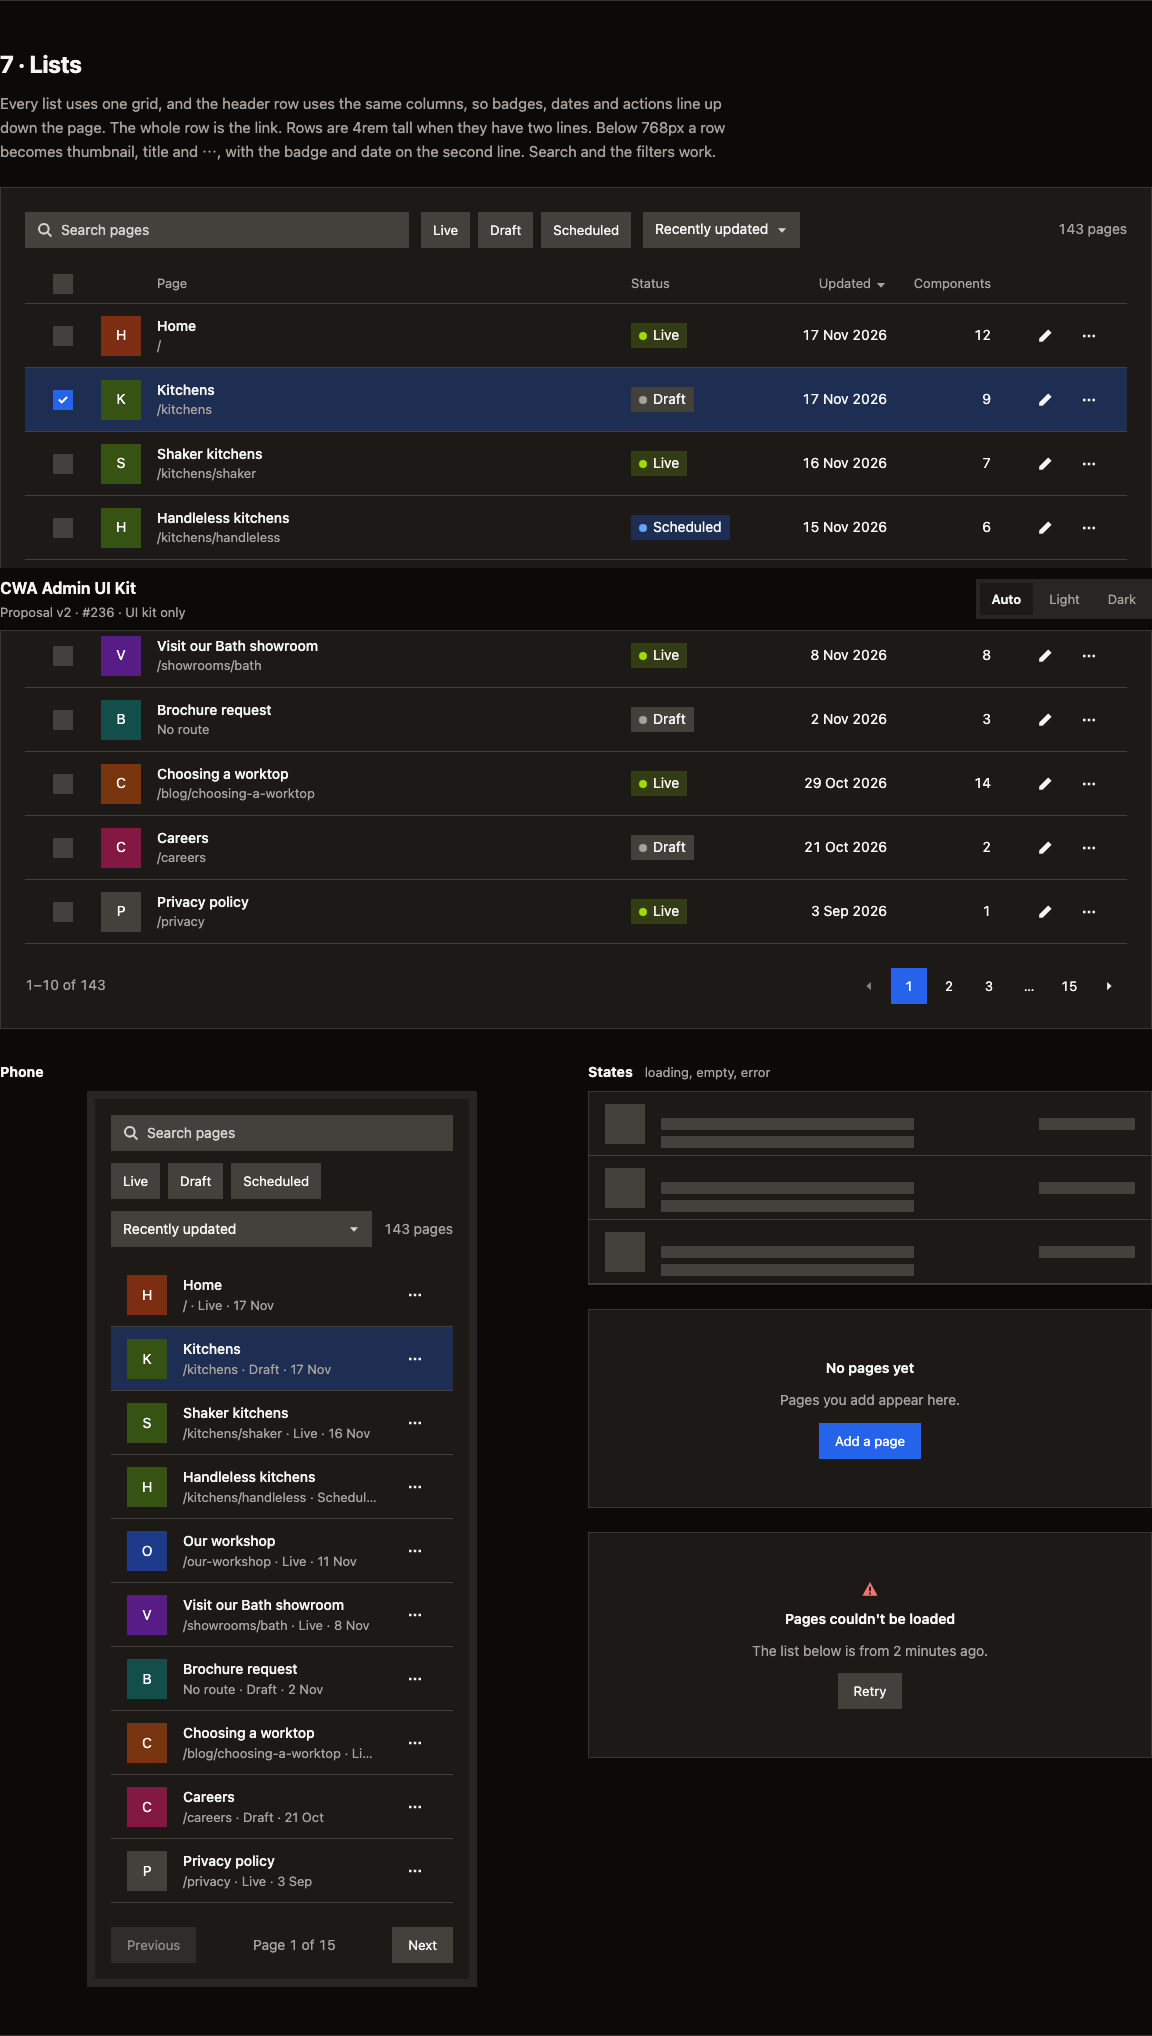 7 · Lists
Every list uses one grid, and the header row uses the same columns, so badges, dates and actions line up
down the page. The whole row is the link. Rows are 4rem tall when they have two lines. Below 768px a row
becomes thumbnail, title and ···, with the badge and date on the second line. Search and the filters work.
Search pages Live Draft Scheduled Recently updated 143 pages
Page Status Updated Components
H Home Live 17 Nov 2026 12
/
K Kitchens Draft 17 Nov 2026 9
/kitchens
S Shaker kitchens Live 16 Nov 2026 7
/kitchens/shaker
H Handleless kitchens Scheduled 15 Nov 2026 6
/kitchens/handleless
CWA Admin UI Kit
Proposal v2 · #236 · UI kit only
Auto Light Dark
V Visit our Bath showroom Live 8 Nov 2026 8
/showrooms/bath
B Brochure request Draft 2 Nov 2026 3
No route
C Choosing a worktop Live 29 Oct 2026 14
/blog/choosing-a-worktop
C Careers Draft 21 Oct 2026 2
/careers
P Privacy policy Live 3 Sep 2026 1
/privacy
1–10 of 143 1 2 3 ... 15
Phone
Search pages
Live Draft Scheduled
Recently updated 143 pages
H Home
/ · Live · 17 Nov
K Kitchens
/kitchens · Draft · 17 Nov
S Shaker kitchens
/kitchens/shaker · Live · 16 Nov
H Handleless kitchens
/kitchens/handleless · Schedul...
O Our workshop
/our-workshop · Live · 11 Nov
V Visit our Bath showroom
/showrooms/bath · Live · 8 Nov
B Brochure request
No route · Draft · 2 Nov
C Choosing a worktop
/blog/choosing-a-worktop · Li...
C Careers
/careers · Draft · 21 Oct
P Privacy policy
/privacy · Live · 3 Sep
Previous Page 1 of 15 Next
States loading, empty, error
No pages yet
Pages you add appear here.
Add a page
Pages couldn't be loaded
The list below is from 2 minutes ago.
Retry